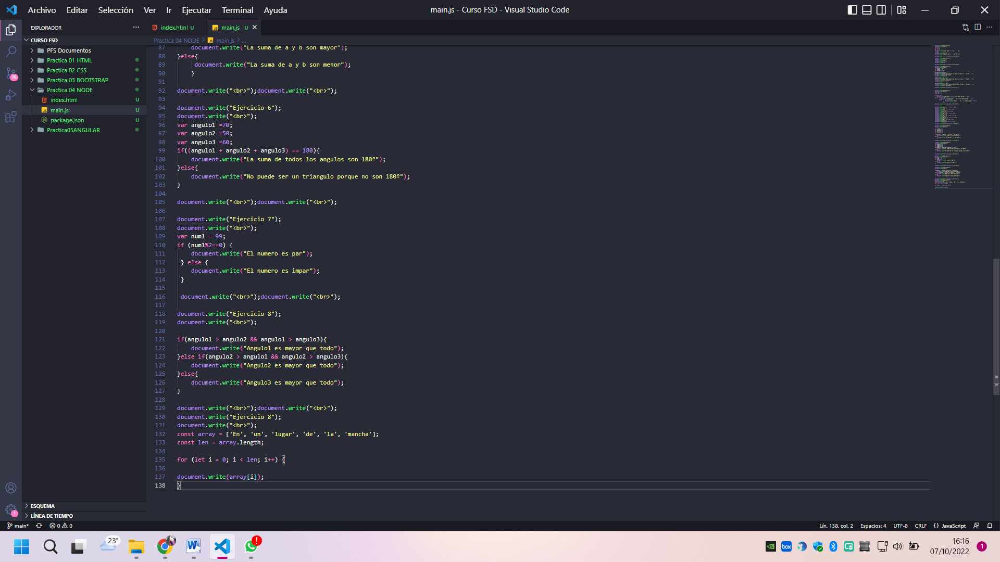 Archivo Editar Selección Ver Ir Ejecutar Terminal Ayuda
main.js - Curso FSD - Visual Studio Code
EXPLORADOR ···
index.html U
main.js U
CURSO FSD
Practica 04 NODE > main.js > ...
PFS Documentos
Practica 01 HTML
Practica 02 CSS
Practica 03 BOOTSTRAP
Practica 04 NODE
index.html U
main.js U
package.json U
Practica05ANGULAR
76
87 document.write("La suma de a y b son mayor");
88 }else{
89 document.write("La suma de a y b son menor");
90 }
91
92 document.write("<br>");document.write("<br>");
93
94 document.write("Ejercicio 6");
95 document.write("<br>");
96 var angulo1 =70;
97 var angulo2 =50;
98 var angulo3 =60;
99 if((angulo1 + angulo2 + angulo3) == 180){
100 document.write("La suma de todos los angulos son 180º");
101 }else{
102 document.write("No puede ser un triangulo porque no son 180º");
103 }
104
105 document.write("<br>");document.write("<br>");
106
107 document.write("Ejercicio 7");
108 document.write("<br>");
109 var num1 = 99;
110 if (num1%2==0) {
111 document.write("El numero es par");
112 } else {
113 document.write("El numero es impar");
114 }
115
116 document.write("<br>");document.write("<br>");
117
118 document.write("Ejercicio 8");
119 document.write("<br>");
120
121 if(angulo1 > angulo2 && angulo1 > angulo3){
122 document.write("Angulo1 es mayor que todo");
123 }else if(angulo2 > angulo1 && angulo2 > angulo3){
124 document.write("Angulo2 es mayor que todo");
125 }else{
126 document.write("Angulo3 es mayor que todo");
127 }
128
129 document.write("<br>");document.write("<br>");
130 document.write("Ejercicio 8");
131 document.write("<br>");
132 const array = ['En', 'un', 'lugar', 'de', 'la', 'mancha'];
133 const len = array.length;
134
135 for (let i = 0; i < len; i++) {
136
137 document.write(array[i]);
138 }
ESQUEMA
LÍNEA DE TIEMPO
1
main* 0 0
Lín. 138, col. 2 Espacios: 4 UTF-8 CRLF {} JavaScript
23°
box
16:16
07/10/2022
1